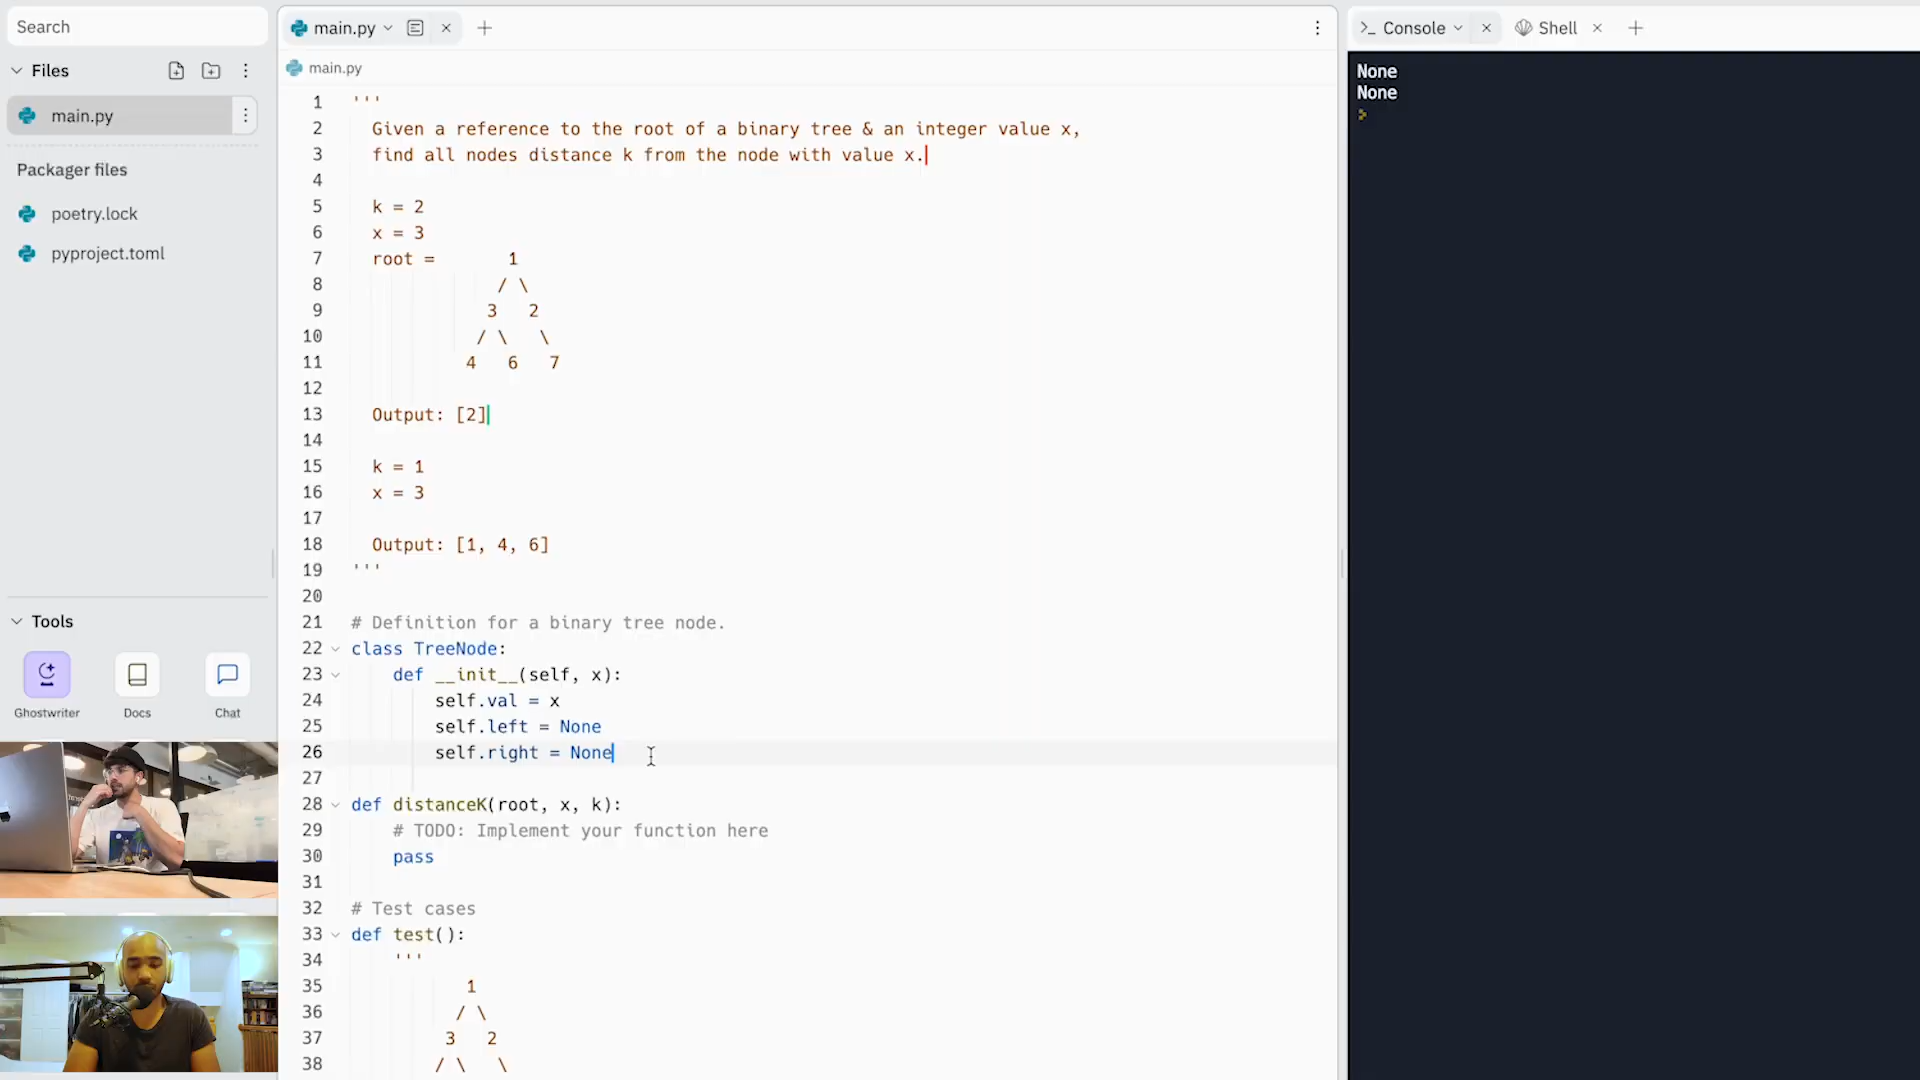 Search
Files
main.py
Packager files
poetry.lock
pyproject.toml
Tools
Ghostwriter
Docs
Chat
main.py
main.py
1 '''
2 Given a reference to the root of a binary tree & an integer value x,
3 find all nodes distance k from the node with value x.
4
5 k = 2
6 x = 3
7 root = 1
8 / \
9 3 2
10 / \ \
11 4 6 7
12
13 Output: [2]
14
15 k = 1
16 x = 3
17
18 Output: [1, 4, 6]
19 '''
20
21 # Definition for a binary tree node.
22 class TreeNode:
23 def __init__(self, x):
24 self.val = x
25 self.left = None
26 self.right = None
27
28 def distanceK(root, x, k):
29 # TODO: Implement your function here
30 pass
31
32 # Test cases
33 def test():
34 '''
35 1
36 / \
37 3 2
38 / \ \
>_ Console
Shell
None
None